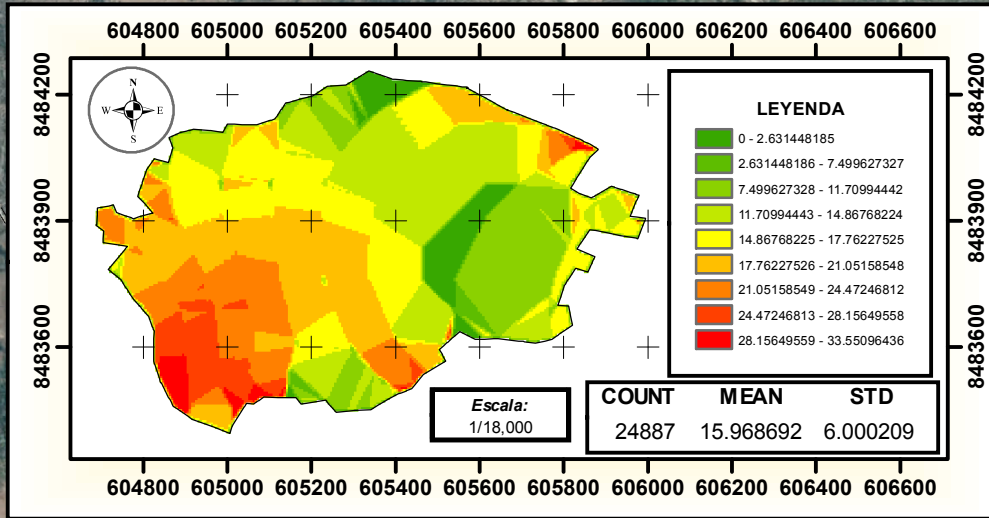 604800 605000 605200 605400 605600 605800 606000 606200 606400 606600
8484200
8483900
8483600
N
W E
S
LEYENDA
0 - 2.631448185
2.631448186 - 7.499627327
7.499627328 - 11.70994442
11.70994443 - 14.86768224
14.86768225 - 17.76227525
17.76227526 - 21.05158548
21.05158549 - 24.47246812
24.47246813 - 28.15649558
28.15649559 - 33.55096436
8484200
8483900
8483600
Escala:
1/18,000
COUNT MEAN STD
24887 15.968692 6.000209
604800 605000 605200 605400 605600 605800 606000 606200 606400 606600